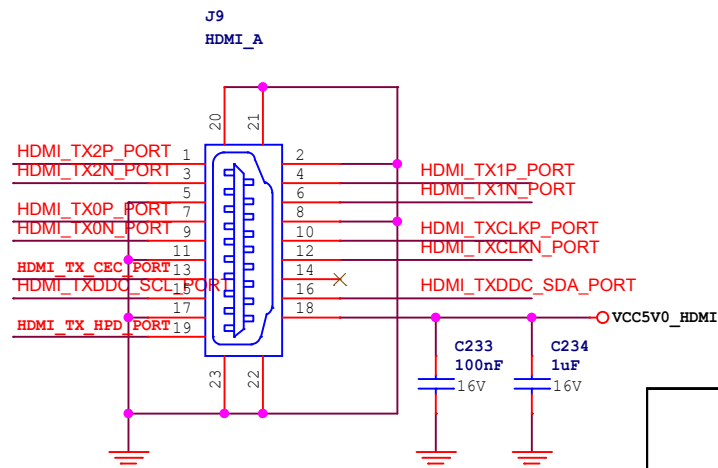 J9
HDMI_A
20
21
HDMI_TX2P_PORT 1
2
HDMI_TX2N_PORT 3
4 HDMI_TX1P_PORT
5
6 HDMI_TX1N_PORT
HDMI_TX0P_PORT 7
8
HDMI_TX0N_PORT 9
10 HDMI_TXCLKP_PORT
11
12 HDMI_TXCLKN_PORT
HDMI_TX_CEC_PORT 13
14
HDMI_TXDDC_SCL_PORT 15
16 HDMI_TXDDC_SDA_PORT
17
18 VCC5V0_HDMI
HDMI_TX_HPD_PORT 19
23
22
C233
100nF
16V
C234
1uF
16V